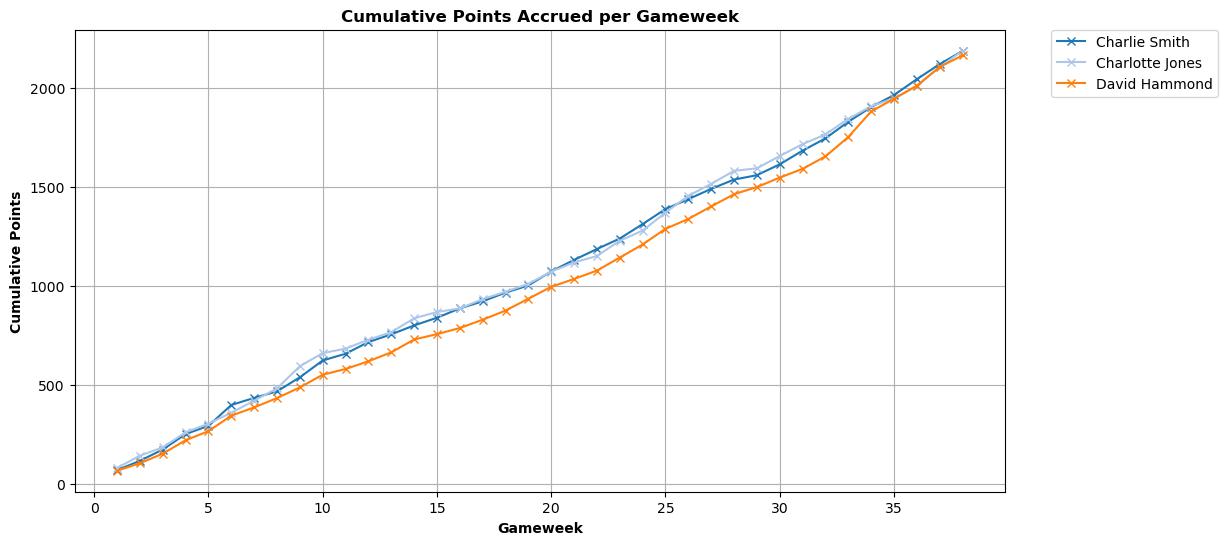 Cumulative Points Accrued per Gameweek
Charlie Smith
Charlotte Jones
David Hammond
Cumulative Points
2000
1500
1000
500
0
0 5 10 15 20 25 30 35
Gameweek